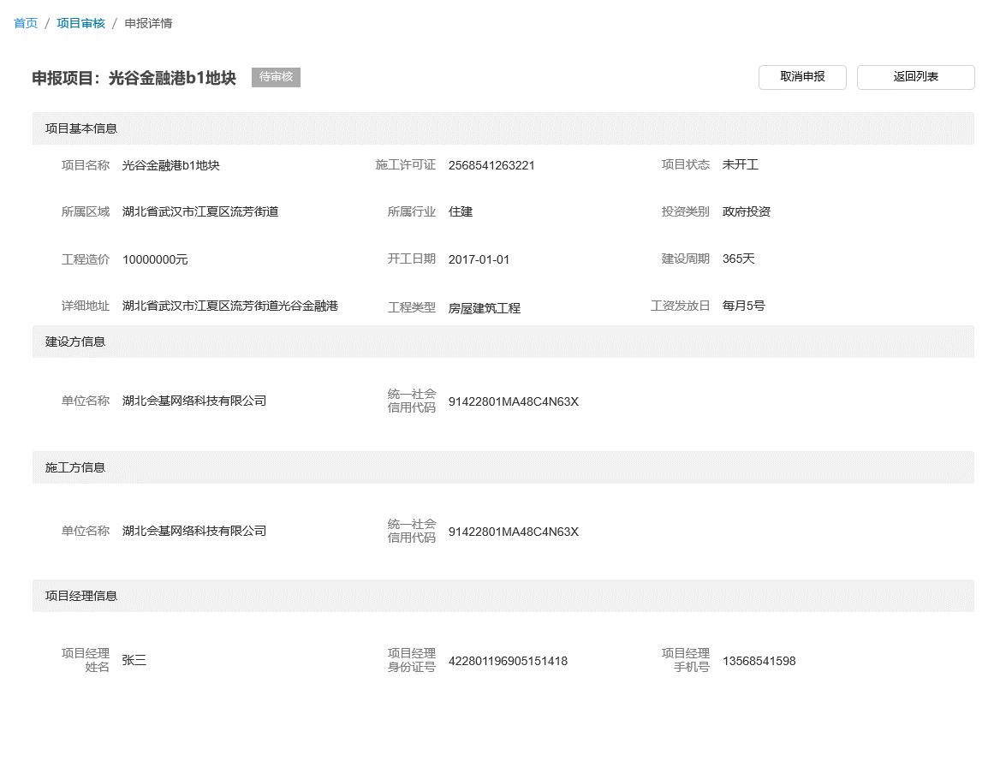 首页 / 项目审核 / 申报详情
申报项目：光谷金融港b1地块 待审核 取消申报 返回列表
项目基本信息
项目名称 光谷金融港b1地块 施工许可证 2568541263221 项目状态 未开工
所属区域 湖北省武汉市江夏区流芳街道 所属行业 住建 投资类别 政府投资
工程造价 10000000元 开工日期 2017-01-01 建设周期 365天
详细地址 湖北省武汉市江夏区流芳街道光谷金融港 工程类型 房屋建筑工程 工资发放日 每月5号
建设方信息
单位名称 湖北会基网络科技有限公司 统一社会
信用代码 91422801MA48C4N63X
施工方信息
单位名称 湖北会基网络科技有限公司 统一社会
信用代码 91422801MA48C4N63X
项目经理信息
项目经理
姓名 张三 项目经理
身份证号 422801196905151418 项目经理
手机号 13568541598